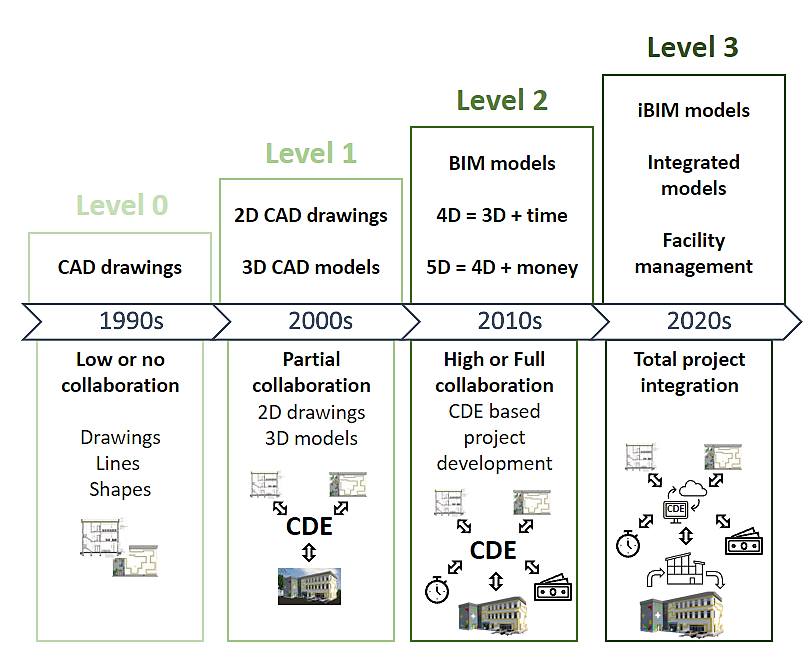 Level 3
Level 2
Level 1
Level 0
iBIM models
Integrated
models
Facility
management
BIM models
4D = 3D + time
5D = 4D + money
2D CAD drawings
3D CAD models
CAD drawings
1990s
2000s
2010s
2020s
Low or no
collaboration
Drawings
Lines
Shapes
Partial
collaboration
2D drawings
3D models
CDE
High or Full
collaboration
CDE based
project
development
CDE
Total project
integration
CDE